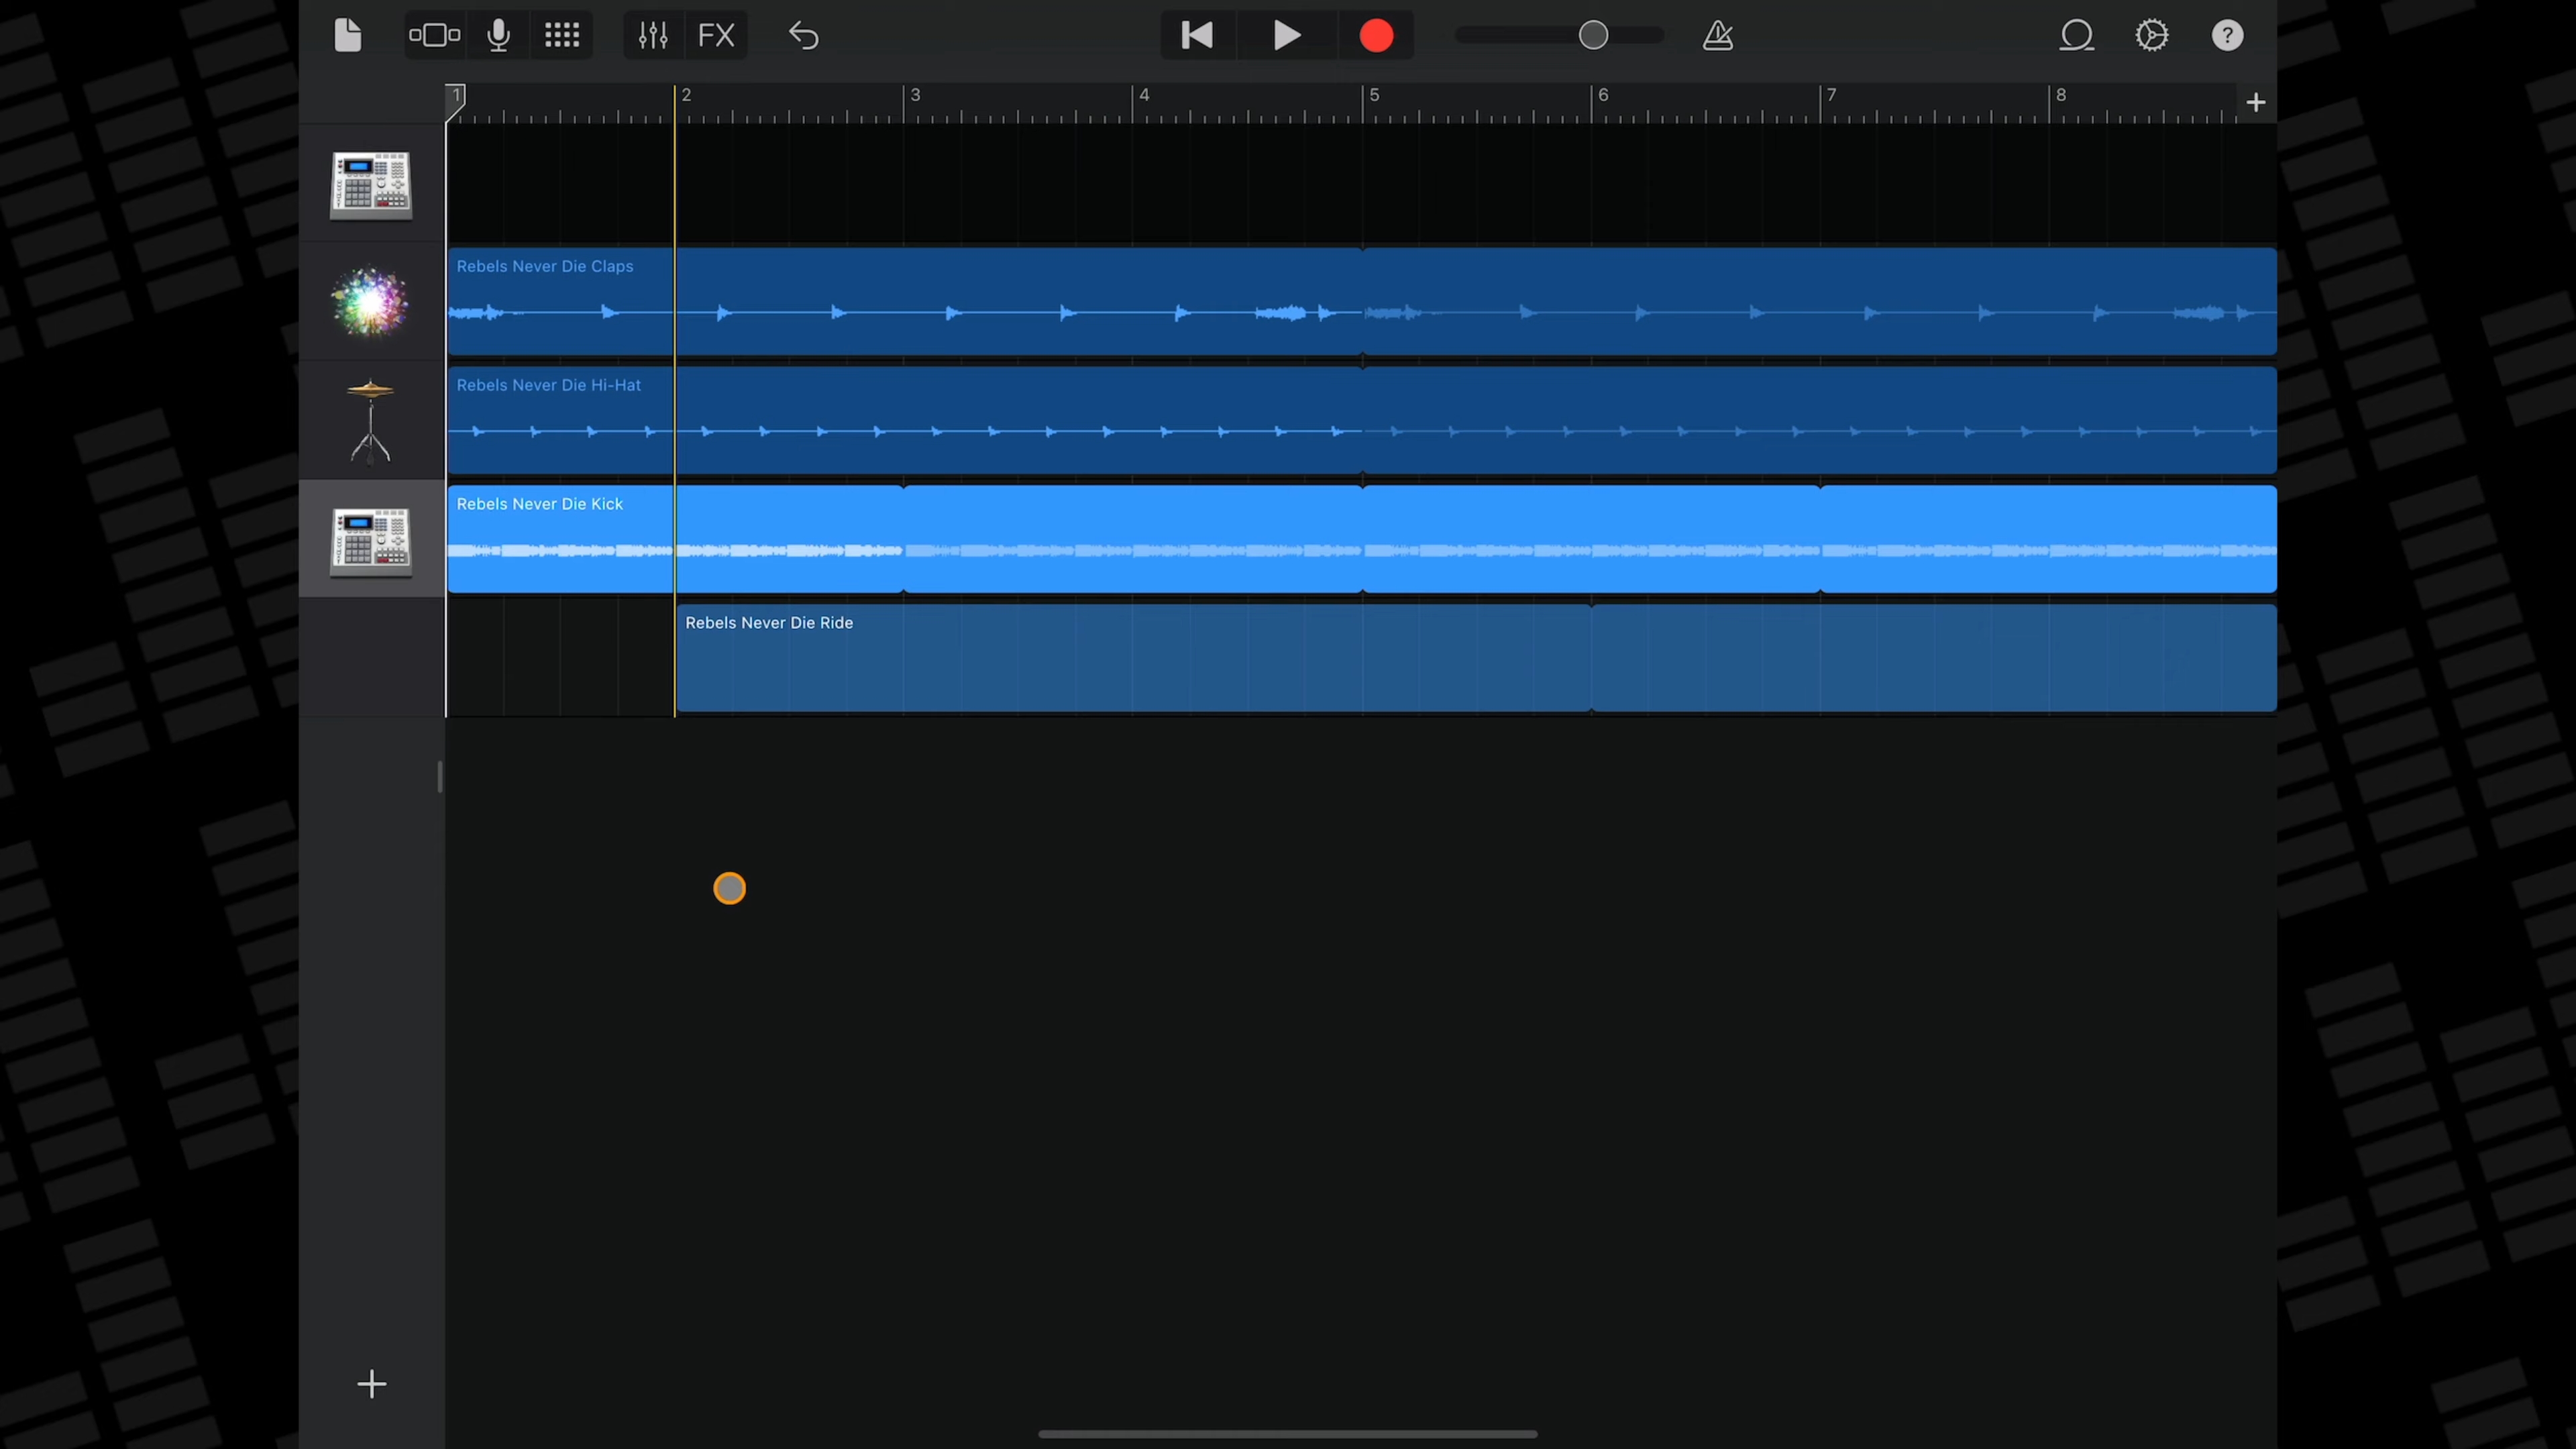 FX
?
1 2 3 4 5 6 7 8
Rebels Never Die Claps
Rebels Never Die Hi-Hat
Rebels Never Die Kick
Rebels Never Die Ride